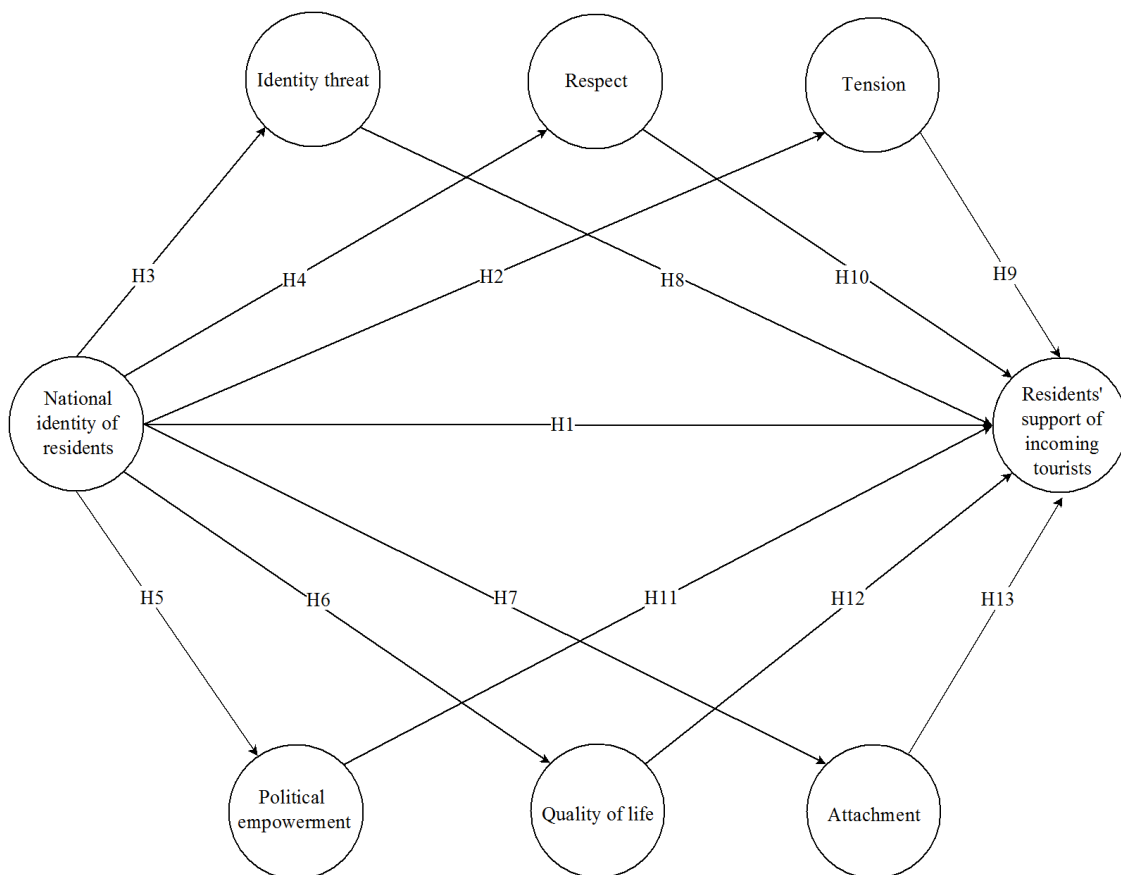 Identity threat
Respect
Tension
H3
H4
H2
H8
H10
H9
National
identity of
residents
H1
Residents'
support of
incoming
tourists
H5
H6
H7
H11
H12
H13
Political
empowerment
Quality of life
Attachment